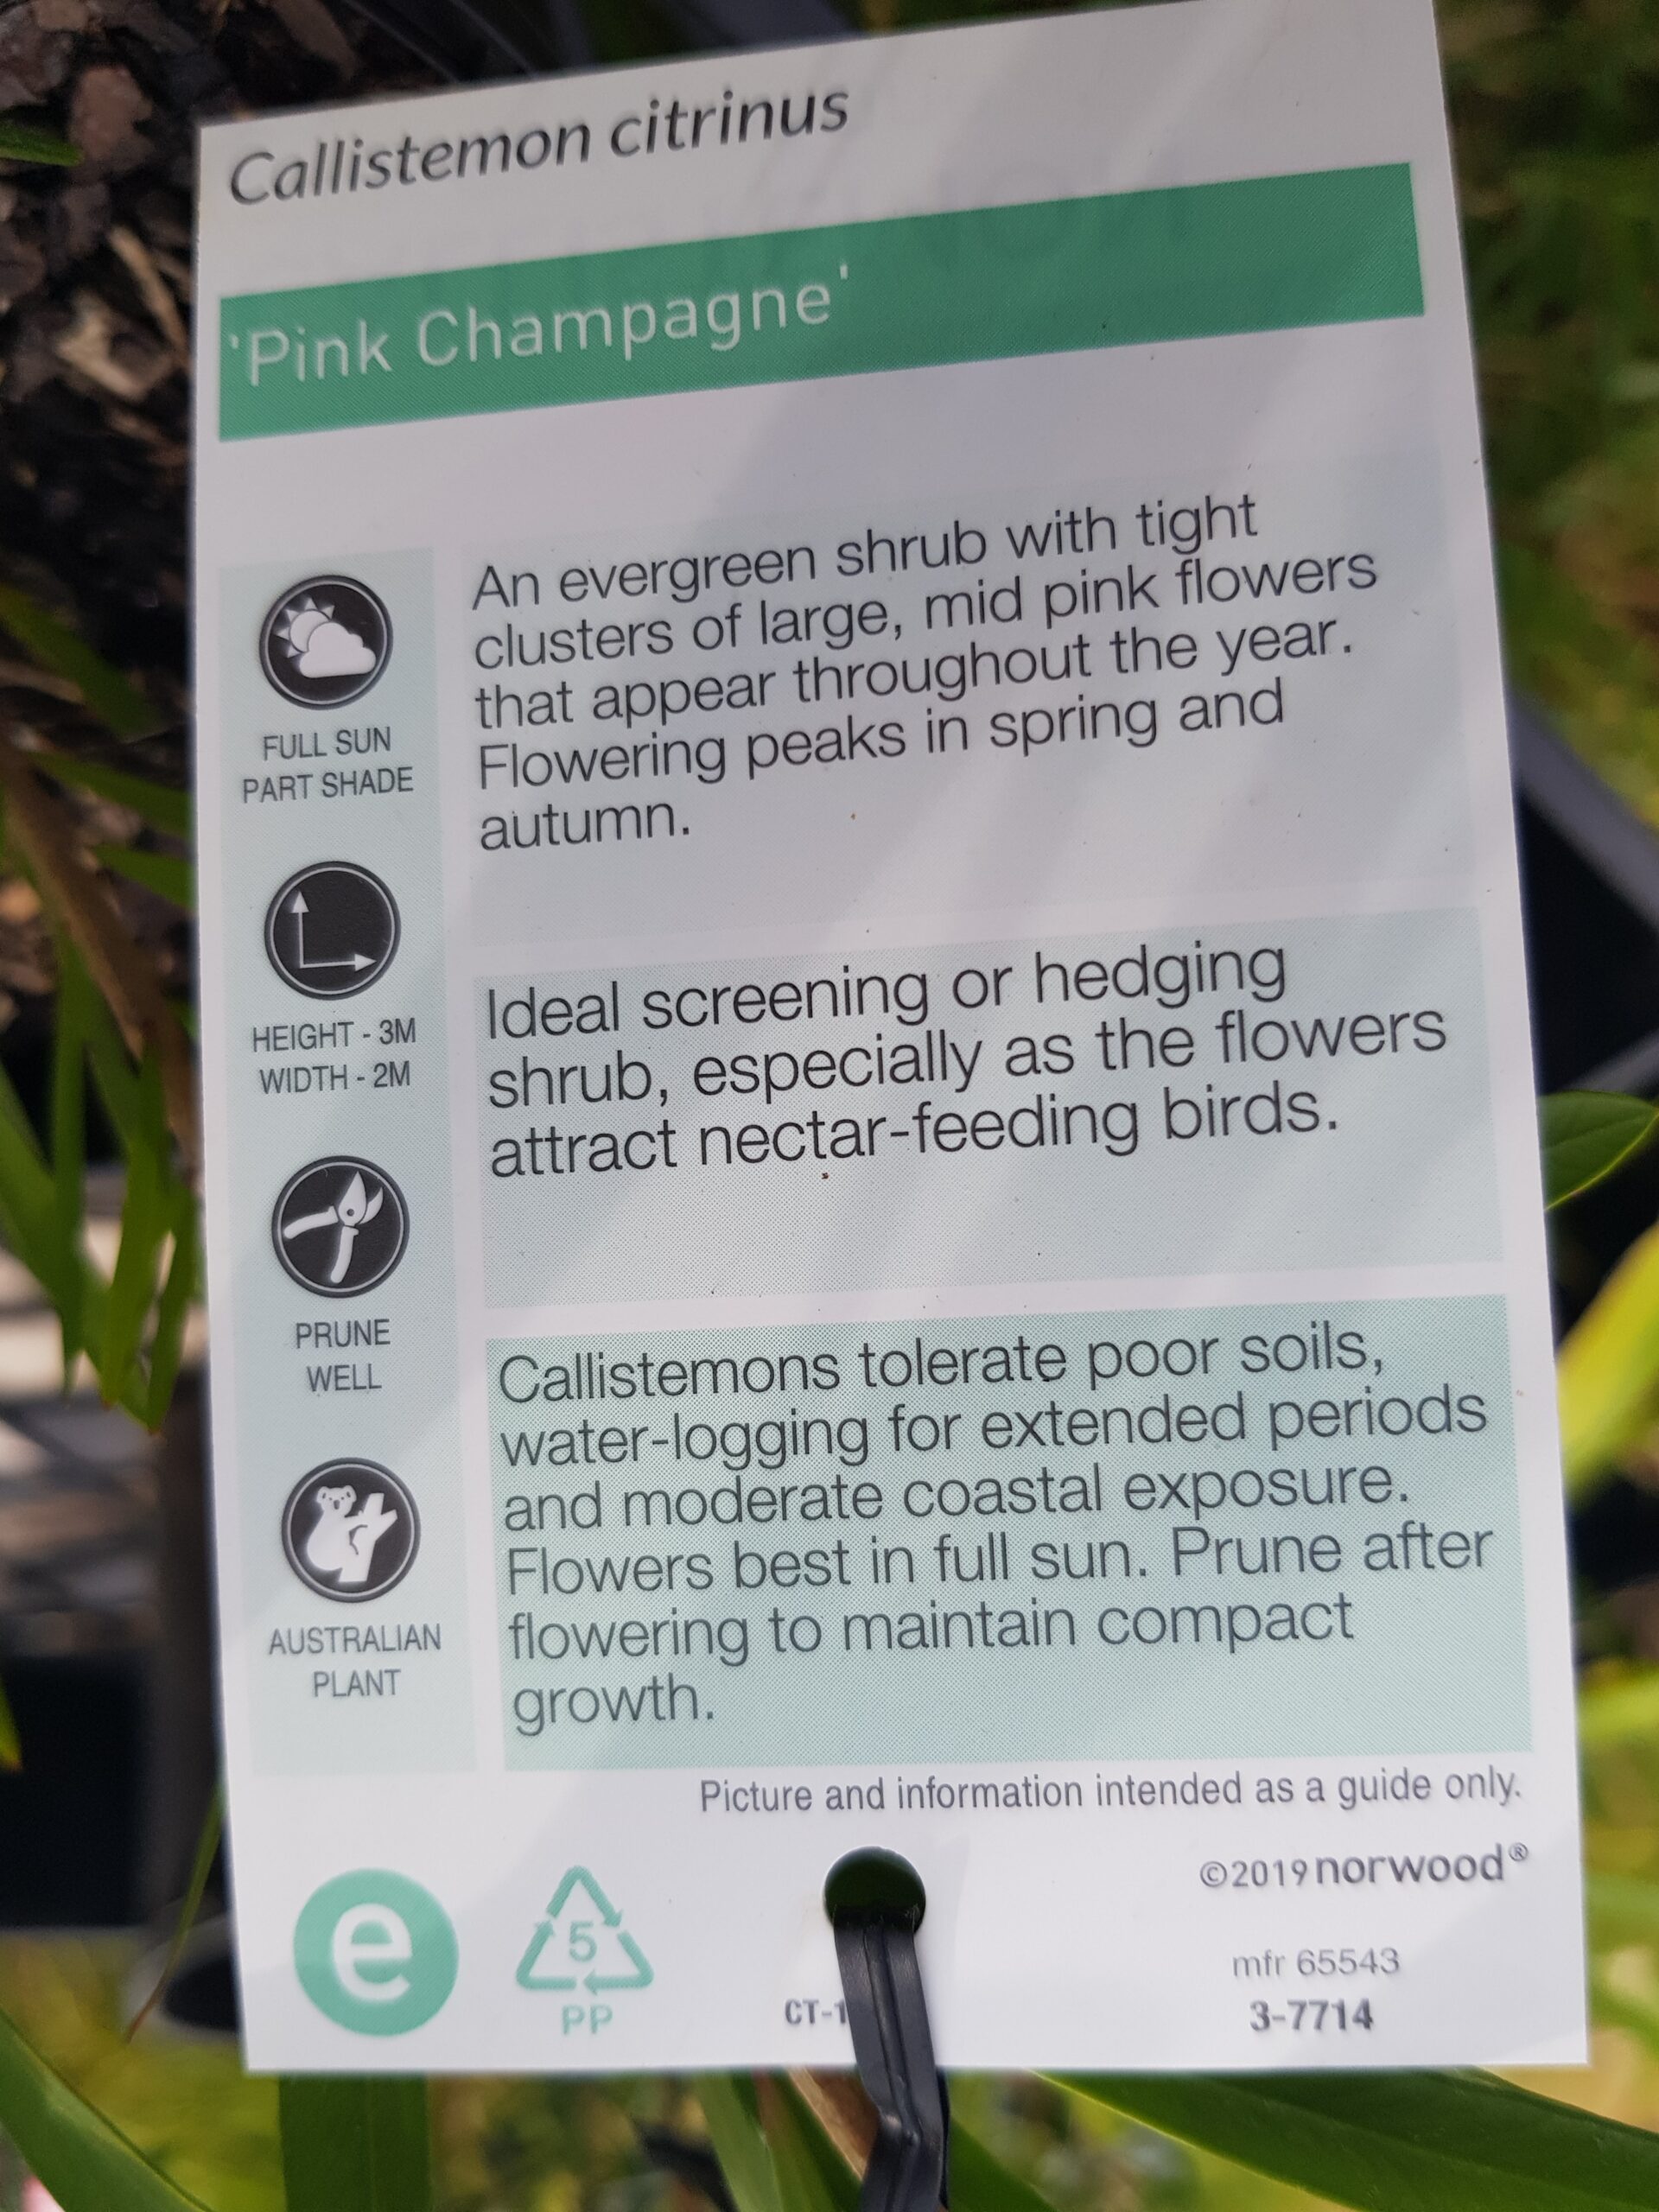 Callistemon citrinus
'Pink Champagne'
FULL SUN
PART SHADE
An evergreen shrub with tight
clusters of large, mid pink flowers
that appear throughout the year.
Flowering peaks in spring and
autumn.
HEIGHT - 3M
WIDTH - 2M
Ideal screening or hedging
shrub, especially as the flowers
attract nectar-feeding birds.
PRUNE
WELL
Callistemons tolerate poor soils,
water-logging for extended periods
and moderate coastal exposure.
Flowers best in full sun. Prune after
flowering to maintain compact
growth.
AUSTRALIAN
PLANT
Picture and information intended as a guide only.
©2019 norwood®
e
5
PP
mfr 65543
3-7714